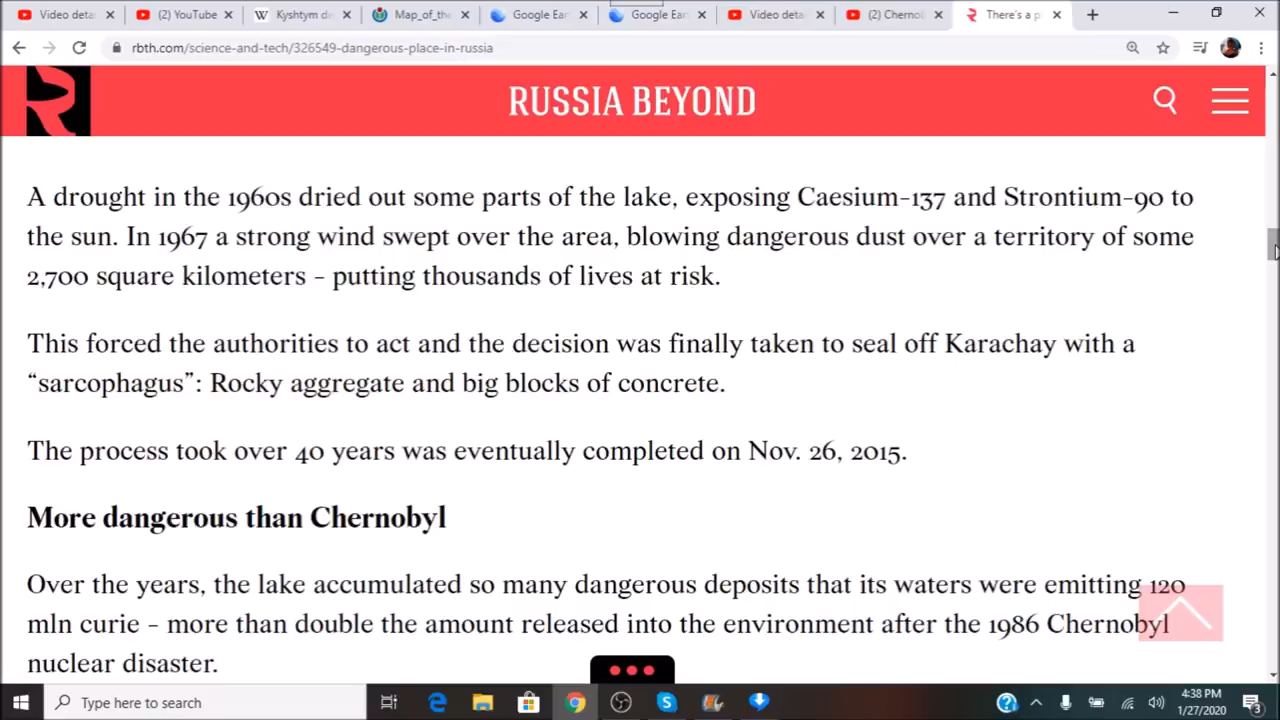 Video deta
(2) YouTube
Kyshtym di
Map_of_the
Google Ear
Google Ear
Video deta
(2) Cherno
There's a p
rbth.com/science-and-tech/326549-dangerous-place-in-russia
RUSSIA BEYOND
A drought in the 1960s dried out some parts of the lake, exposing Caesium-137 and Strontium-90 to
the sun. In 1967 a strong wind swept over the area, blowing dangerous dust over a territory of some
2,700 square kilometers – putting thousands of lives at risk.
This forced the authorities to act and the decision was finally taken to seal off Karachay with a
“sarcophagus”: Rocky aggregate and big blocks of concrete.
The process took over 40 years was eventually completed on Nov. 26, 2015.
More dangerous than Chernobyl
Over the years, the lake accumulated so many dangerous deposits that its waters were emitting 120
mln curie – more than double the amount released into the environment after the 1986 Chernobyl
nuclear disaster.
Type here to search
4:38 PM
1/27/2020
3